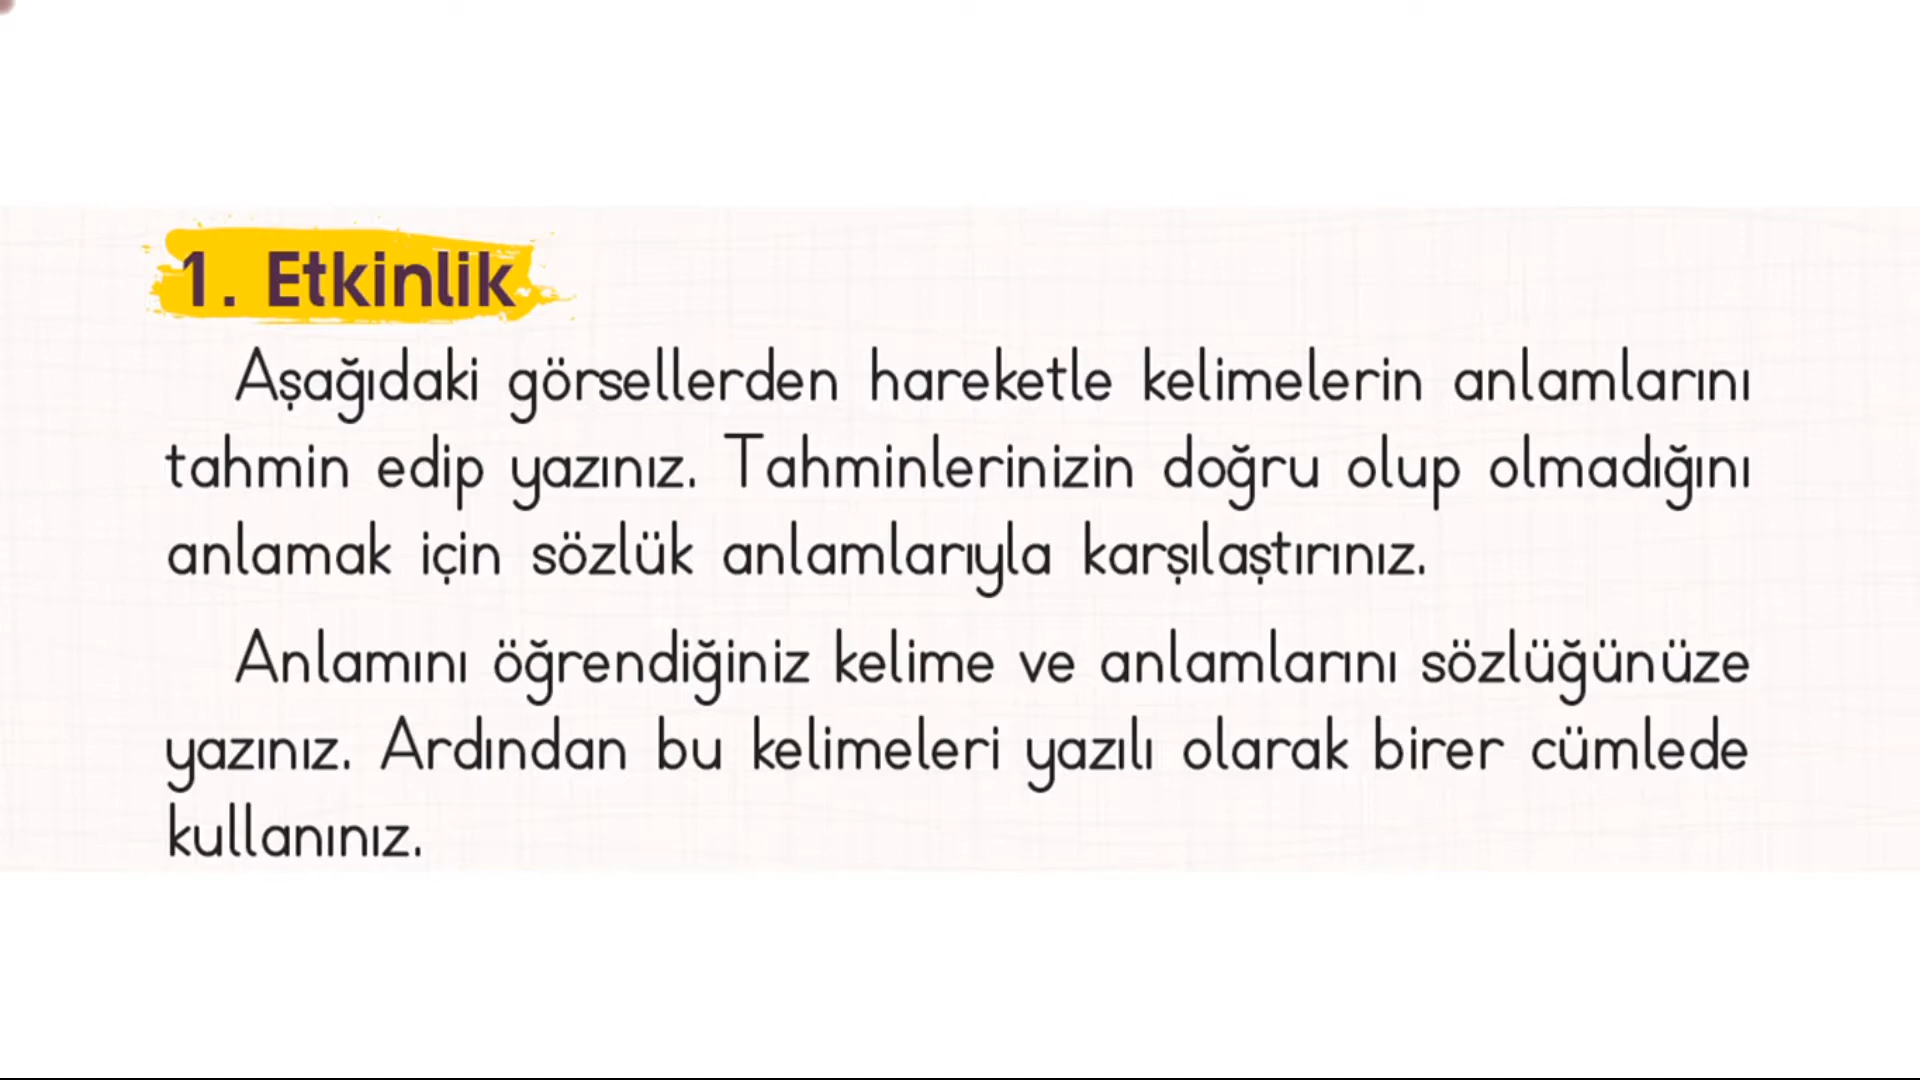 1. Etkinlik
Aşağıdaki görsellerden hareketle kelimelerin anlamlarını
tahmin edip yazınız. Tahminlerinizin doğru olup olmadığını
anlamak için sözlük anlamlarıyla karşılaştırınız.
Anlamını öğrendiğiniz kelime ve anlamlarını sözlüğünüze
yazınız. Ardından bu kelimeleri yazılı olarak birer cümlede
kullanınız.